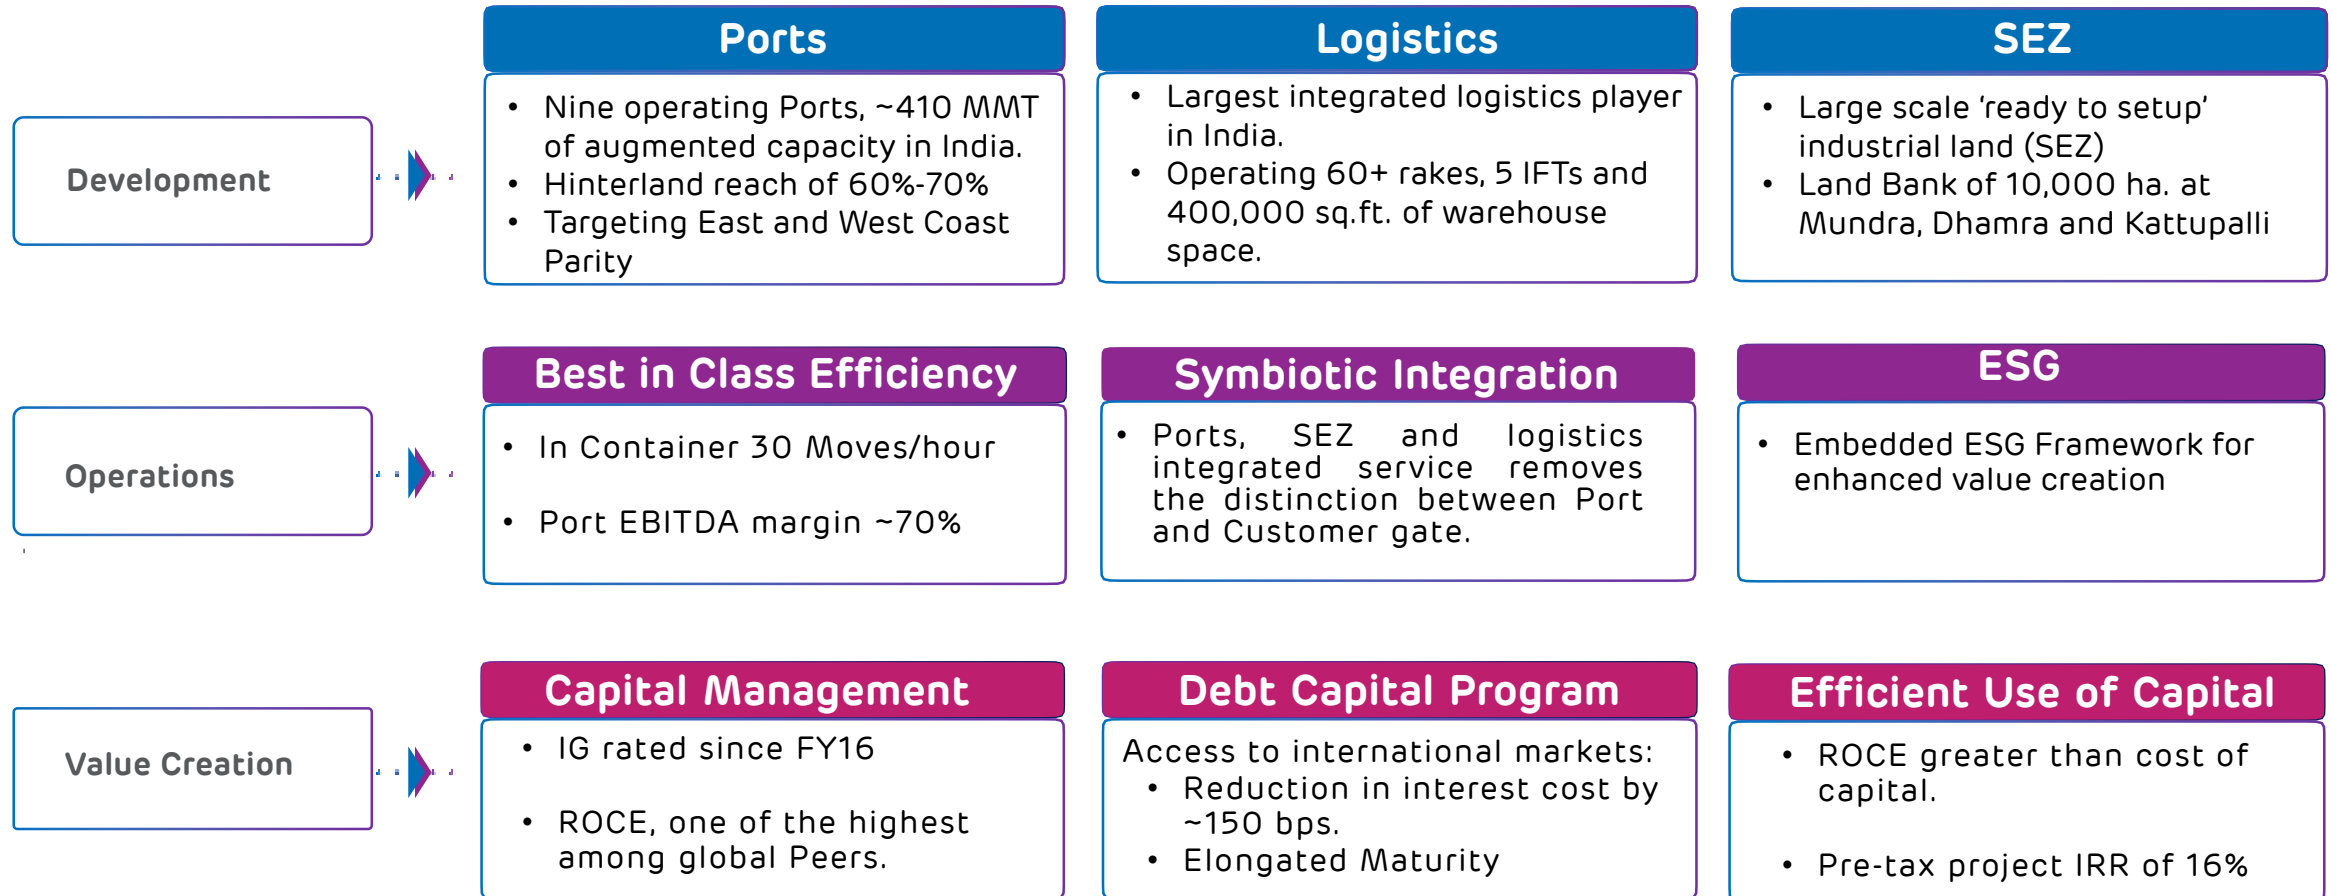 Ports
Logistics
SEZ
Development
• Nine operating Ports, ~410 MMT
of augmented capacity in India.
• Hinterland reach of 60%-70%
• Targeting East and West Coast
Parity
• Largest integrated logistics player
in India.
• Operating 60+ rakes, 5 IFTs and
400,000 sq.ft. of warehouse
space.
• Large scale ‘ready to setup’
industrial land (SEZ)
• Land Bank of 10,000 ha. at
Mundra, Dhamra and Kattupalli
Best in Class Efficiency
Symbiotic Integration
ESG
Operations
• In Container 30 Moves/hour
• Port EBITDA margin ~70%
• Ports, SEZ and logistics
integrated service removes
the distinction between Port
and Customer gate.
• Embedded ESG Framework for
enhanced value creation
Capital Management
Debt Capital Program
Efficient Use of Capital
Value Creation
• IG rated since FY16
• ROCE, one of the highest
among global Peers.
Access to international markets:
• Reduction in interest cost by
~150 bps.
• Elongated Maturity
• ROCE greater than cost of
capital.
• Pre-tax project IRR of 16%